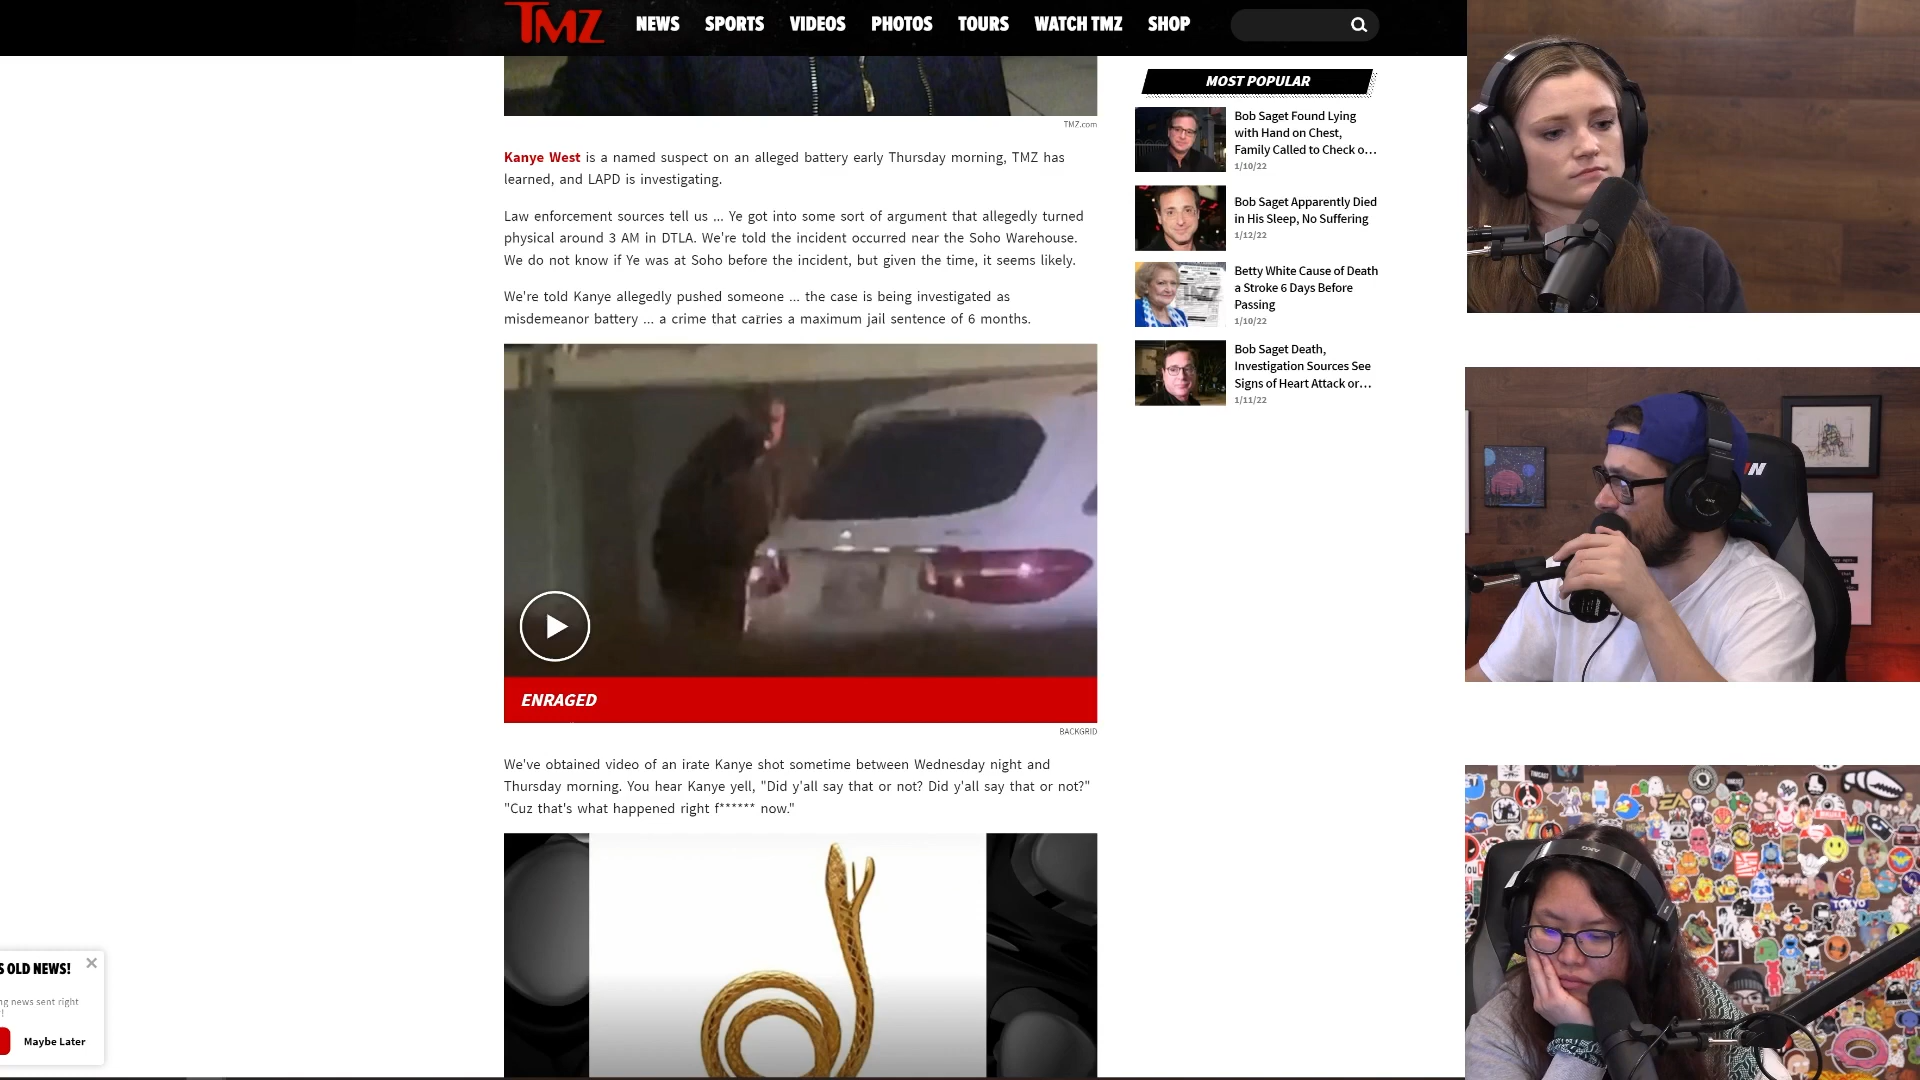 TMZ
NEWS SPORTS VIDEOS PHOTOS TOURS WATCH TMZ SHOP
TMZ.com
Kanye West is a named suspect on an alleged battery early Thursday morning, TMZ has
learned, and LAPD is investigating.
Law enforcement sources tell us ... Ye got into some sort of argument that allegedly turned
physical around 3 AM in DTLA. We're told the incident occurred near the Soho Warehouse.
We do not know if Ye was at Soho before the incident, but given the time, it seems likely.
We're told Kanye allegedly pushed someone ... the case is being investigated as
misdemeanor battery ... a crime that carries a maximum jail sentence of 6 months.
ENRAGED
BACKGRID
We've obtained video of an irate Kanye shot sometime between Wednesday night and
Thursday morning. You hear Kanye yell, "Did y'all say that or not? Did y'all say that or not?"
"Cuz that's what happened right f****** now."
MOST POPULAR
Bob Saget Found Lying
with Hand on Chest,
Family Called to Check o...
1/10/22
Bob Saget Apparently Died
in His Sleep, No Suffering
1/12/22
Betty White Cause of Death
a Stroke 6 Days Before
Passing
1/10/22
Bob Saget Death,
Investigation Sources See
Signs of Heart Attack or...
1/11/22
S OLD NEWS!
ng news sent right
!
Maybe Later
AKG
TOKYO